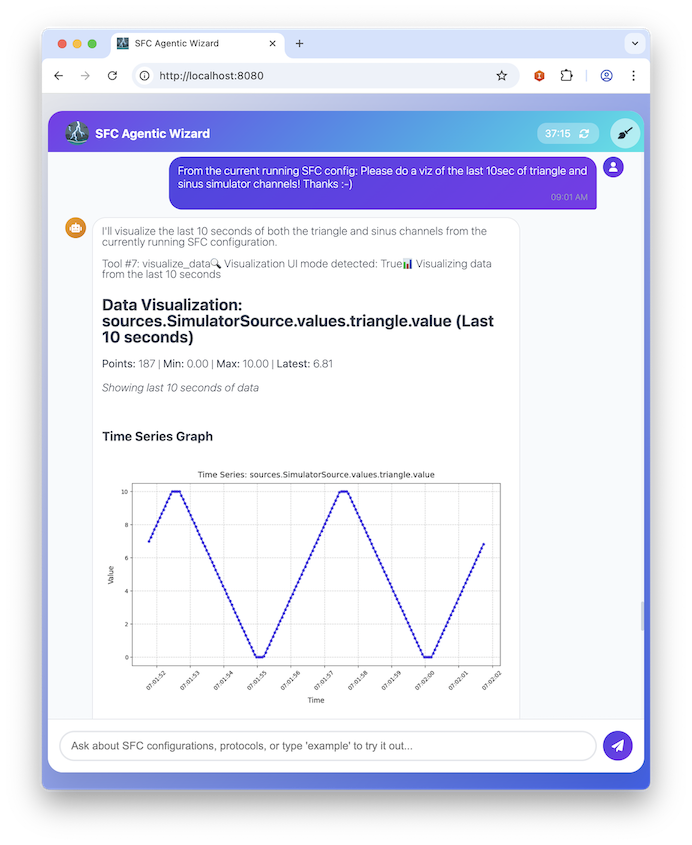 SFC Agentic Wizard
http://localhost:8080
SFC Agentic Wizard
37:15
From the current running SFC config: Please do a viz of the last 10sec of triangle and
sinus simulator channels! Thanks :-)
09:01 AM
I'll visualize the last 10 seconds of both the triangle and sinus channels from the
currently running SFC configuration.
Tool #7: visualize_data🔍 Visualization UI mode detected: True📊 Visualizing data
from the last 10 seconds
Data Visualization:
sources.SimulatorSource.values.triangle.value (Last
10 seconds)
Points: 187 | Min: 0.00 | Max: 10.00 | Latest: 6.81
Showing last 10 seconds of data
Time Series Graph
Time Series: sources.SimulatorSource.values.triangle.value
10
8
6
4
2
0
Value
07:01:52
07:01:53
07:01:54
07:01:55
07:01:56
07:01:57
07:01:58
07:01:59
07:02:00
07:02:01
07:02:02
Time
Ask about SFC configurations, protocols, or type 'example' to try it out...